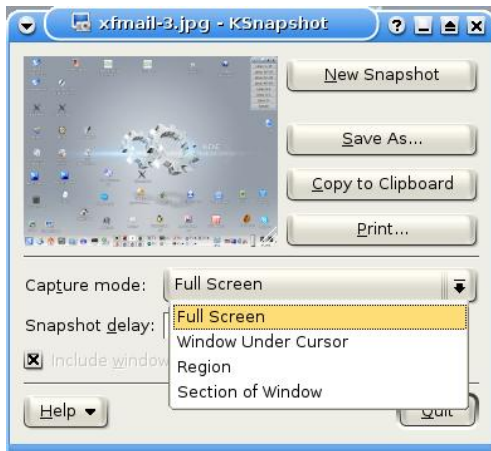 xfmail-3.jpg - KSnapshot
New Snapshot
Save As...
Copy to Clipboard
Print...
Capture mode: Full Screen
Full Screen
Snapshot delay:
Window Under Cursor
Include window
Region
Section of Window
Help
Quit